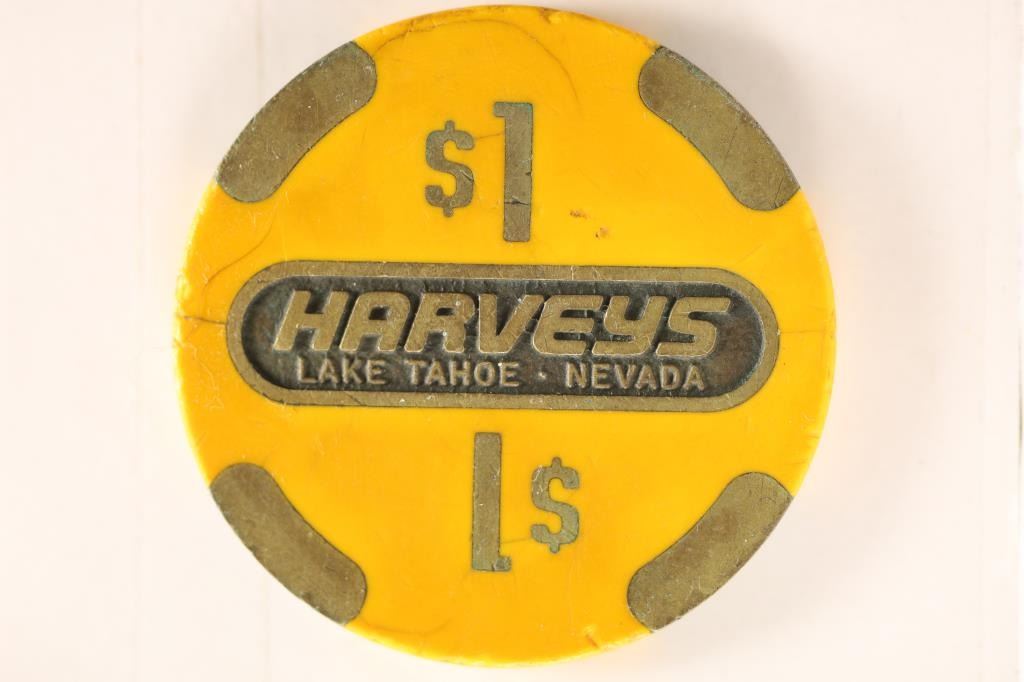 $1
HARVEYS
LAKE TAHOE · NEVADA
$1